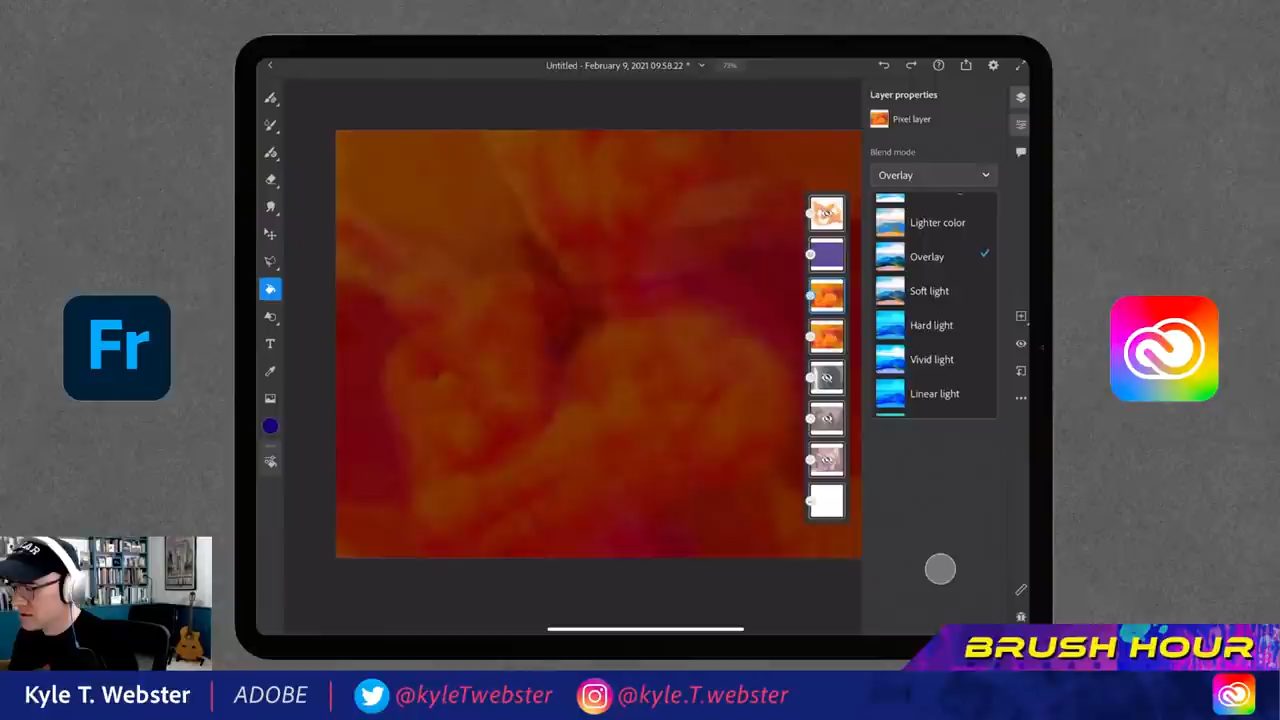 Untitled - February 9, 2021 09.58.22 *
73%
Layer properties
Pixel layer
Blend mode
Overlay
Lighter color
Overlay
Soft light
Hard light
Vivid light
Linear light
Fr
BRUSH HOUR
Kyle T. Webster | ADOBE | @kyleTwebster @kyle.T.webster